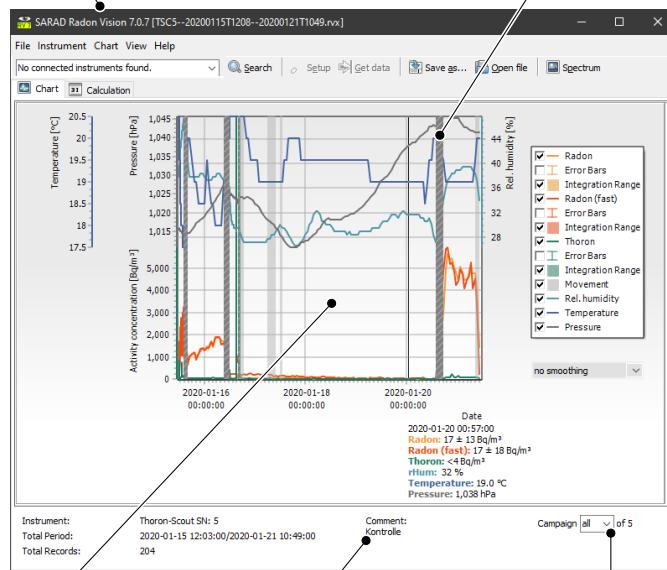 SARAD Radon Vision 7.0.7 [TSC5--20200115T1208--20200121T1049.rvx]
File Instrument Chart View Help
No connected instruments found. Search Setup Get data Save as... Open file Spectrum
Chart 31 Calculation
Temperature [°C]
20.5
20
19.5
19
18.5
18
17.5
Pressure [hPa]
1,045
1,040
1,035
1,030
1,025
1,020
1,015
Activity concentration [Bq/m³]
5,000
4,000
3,000
2,000
1,000
0
Rel. humidity [%]
44
40
36
32
28
2020-01-16 2020-01-18 2020-01-20
00:00:00 00:00:00 00:00:00
Date
Radon
Error Bars
Integration Range
Radon (fast)
Error Bars
Integration Range
Thoron
Error Bars
Integration Range
Movement
Rel. humidity
Temperature
Pressure
no smoothing
2020-01-20 00:57:00
Radon: 17 ± 13 Bq/m³
Radon (fast): 17 ± 18 Bq/m³
Thoron: <4 Bq/m³
rHum: 32 %
Temperature: 19.0 °C
Pressure: 1,038 hPa
Instrument: Thoron-Scout SN: 5
Total Period: 2020-01-15 12:03:00/2020-01-21 10:49:00
Total Records: 204
Comment:
Kontrolle
Campaign all of 5